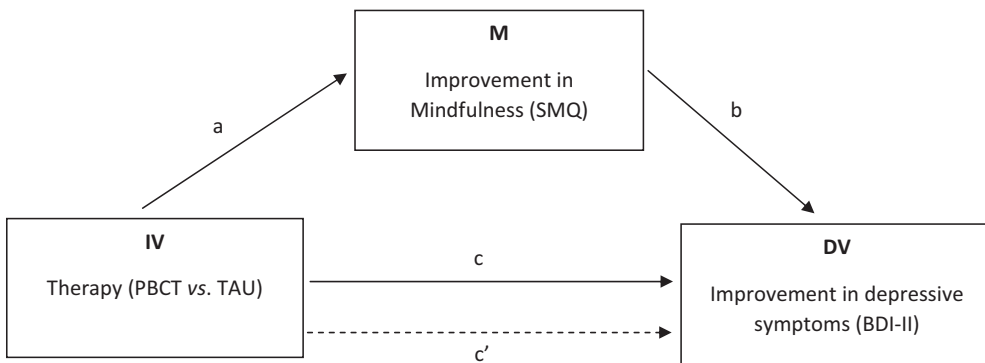 M
Improvement in
Mindfulness (SMQ)
a
b
IV
Therapy (PBCT vs. TAU)
c
c’
DV
Improvement in depressive
symptoms (BDI-II)